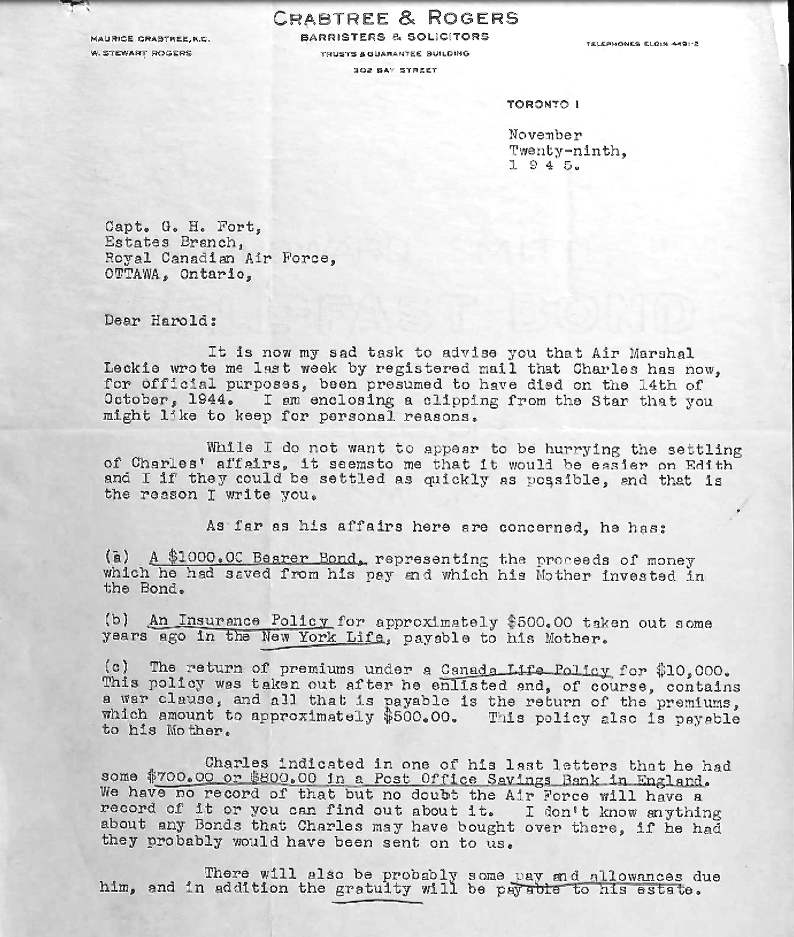 CRABTREE & ROGERS
BARRISTERS & SOLICITORS
MAURICE CRABTREE, K.C.
W. STEWART ROGERS
TELEPHONES ELGIN 4491-2
TRUSTS & GUARANTEE BUILDING
302 BAY STREET
TORONTO 1
November
Twenty-ninth,
1 9 4 5.
Capt. G. H. Fort,
Estates Branch,
Royal Canadian Air Force,
OTTAWA, Ontario,
Dear Harold:
It is now my sad task to advise you that Air Marshal
Leckie wrote me last week by registered mail that Charles has now,
for official purposes, been presumed to have died on the 14th of
October, 1944. I am enclosing a clipping from the Star that you
might like to keep for personal reasons.
While I do not want to appear to be hurrying the settling
of Charles' affairs, it seemsto me that it would be easier on Edith
and I if they could be settled as quickly as possible, and that is
the reason I write you.
As far as his affairs here are concerned, he has:
(a) A $1000.00 Bearer Bond, representing the proceeds of money
which he had saved from his pay and which his Mother invested in
the Bond.
(b) An Insurance Policy for approximately $500.00 taken out some
years ago in the New York Life, payable to his Mother.
(c) The return of premiums under a Canada Life Policy for $10,000.
This policy was taken out after he enlisted and, of course, contains
a war clause, and all that is payable is the return of the premiums,
which amount to approximately $500.00. This policy also is payable
to his Mother.
Charles indicated in one of his last letters that he had
some $700.00 or $800.00 in a Post Office Savings Bank in England.
We have no record of that but no doubt the Air Force will have a
record of it or you can find out about it. I don't know anything
about any Bonds that Charles may have bought over there, if he had
they probably would have been sent on to us.
There will also be probably some pay and allowances due
him, and in addition the gratuity will be payable to his estate.